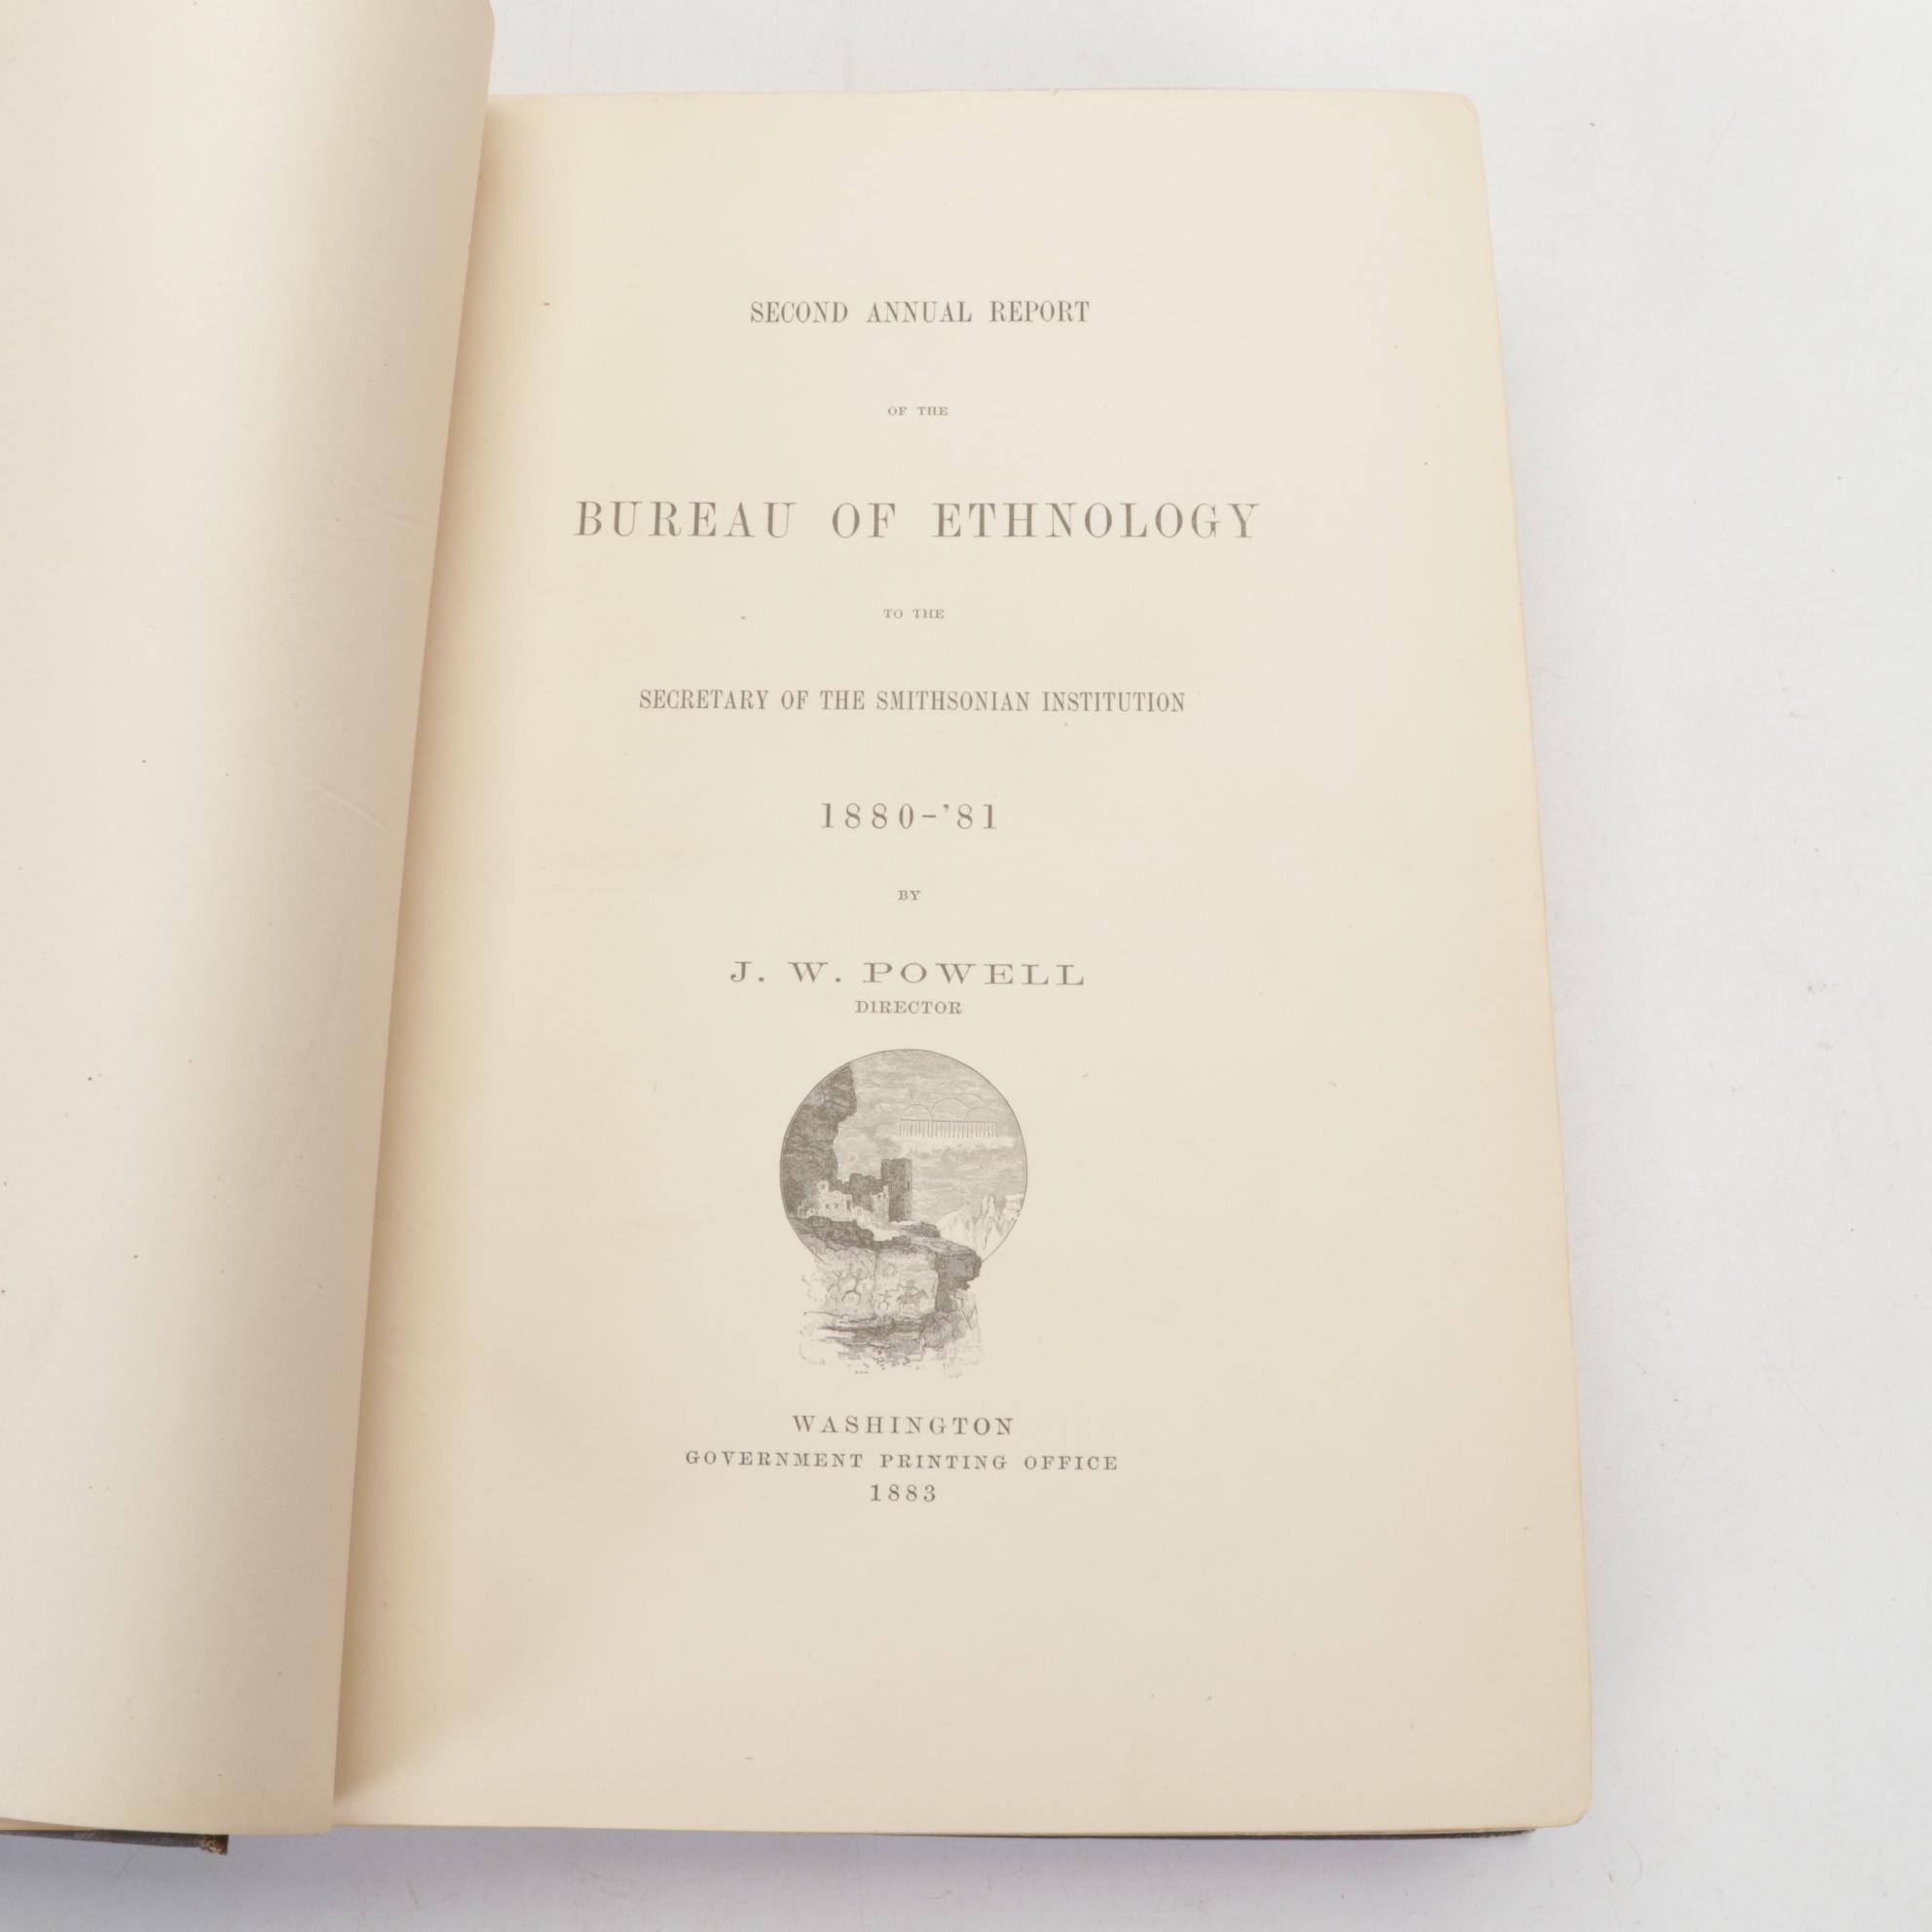 SECOND ANNUAL REPORT
OF THE
BUREAU OF ETHNOLOGY
TO THE
SECRETARY OF THE SMITHSONIAN INSTITUTION
1880-'81
BY
J. W. POWELL
DIRECTOR
WASHINGTON
GOVERNMENT PRINTING OFFICE
1883